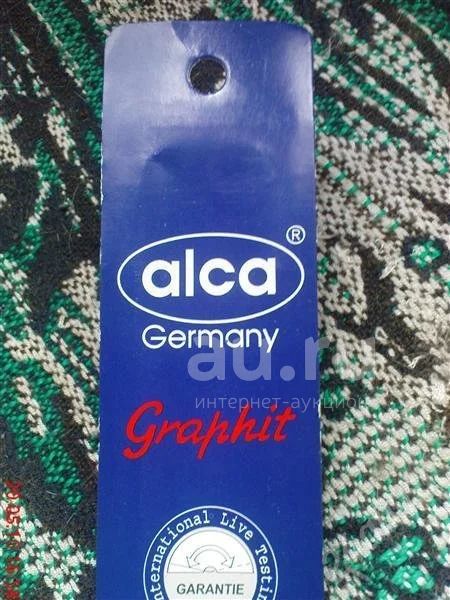 alca®
Germany
au.ru
интернет-аукцион
Graphit
International Live Testing
GARANTIE